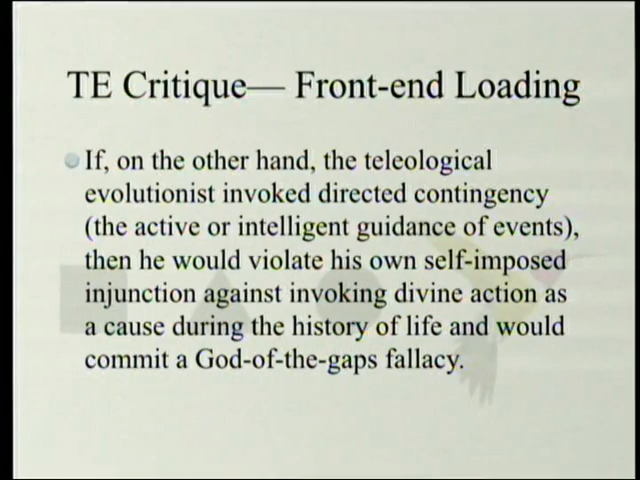 TE Critique— Front-end Loading
If, on the other hand, the teleological
evolutionist invoked directed contingency
(the active or intelligent guidance of events),
then he would violate his own self-imposed
injunction against invoking divine action as
a cause during the history of life and would
commit a God-of-the-gaps fallacy.